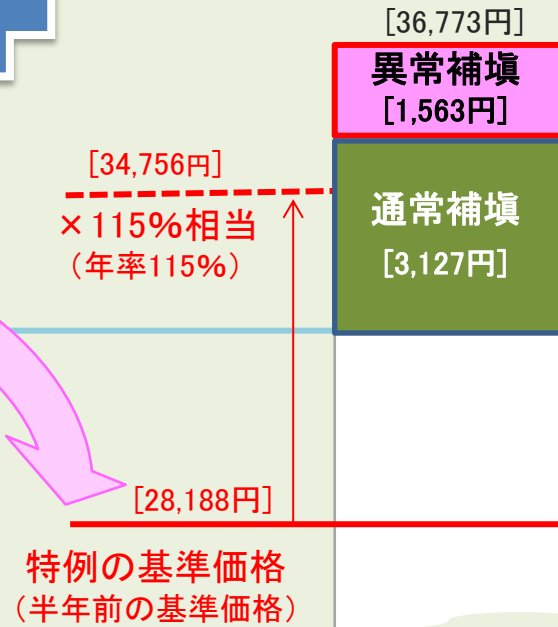 [36,773円]
異常補塡
[1,563円]
[34,756円]
×115%相当
（年率115%）
通常補塡
[3,127円]
[28,188円]
特例の基準価格
（半年前の基準価格）